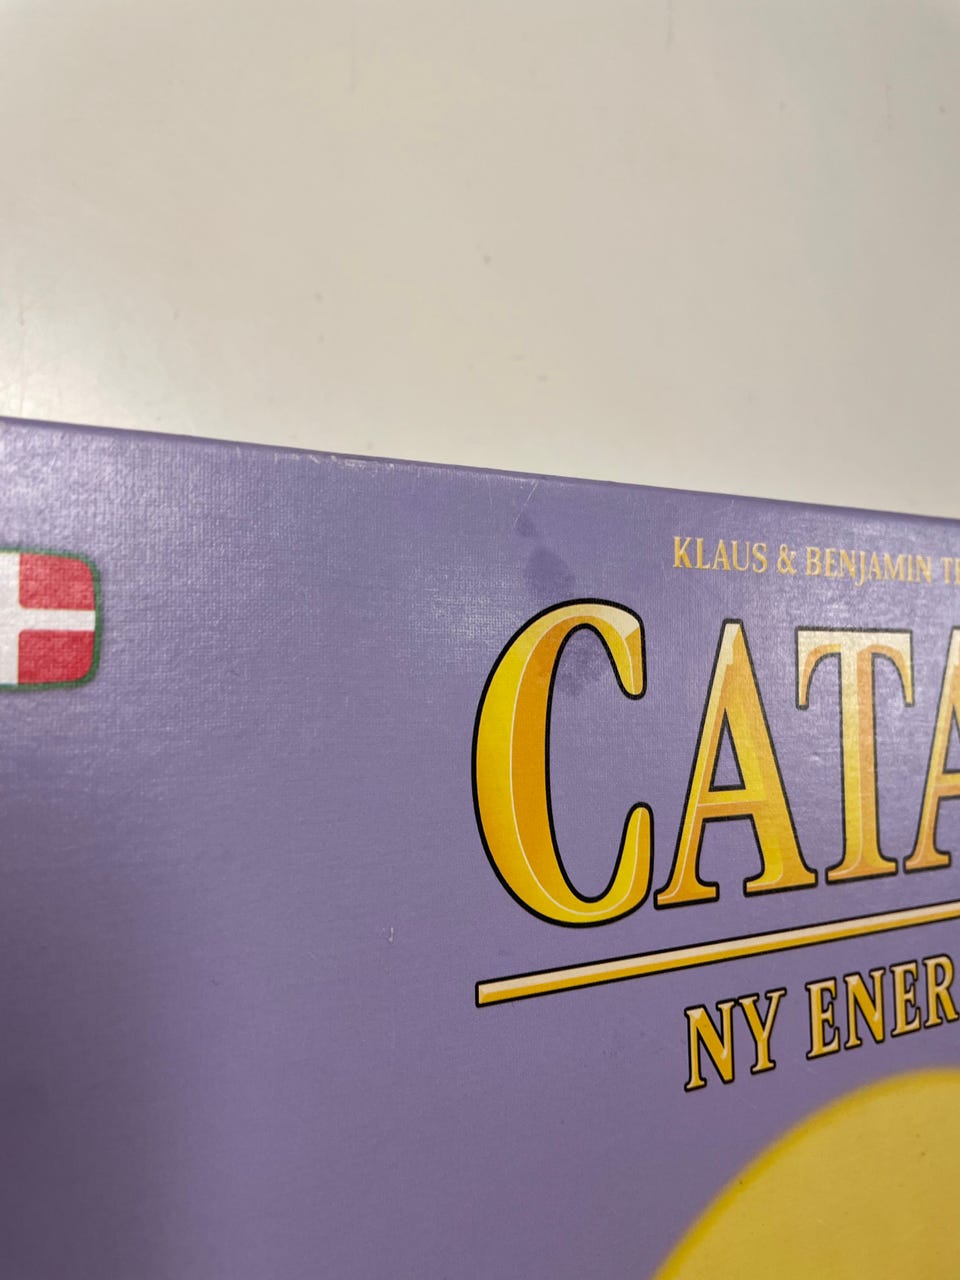 KLAUS & BENJAMIN
CATA
NY ENER